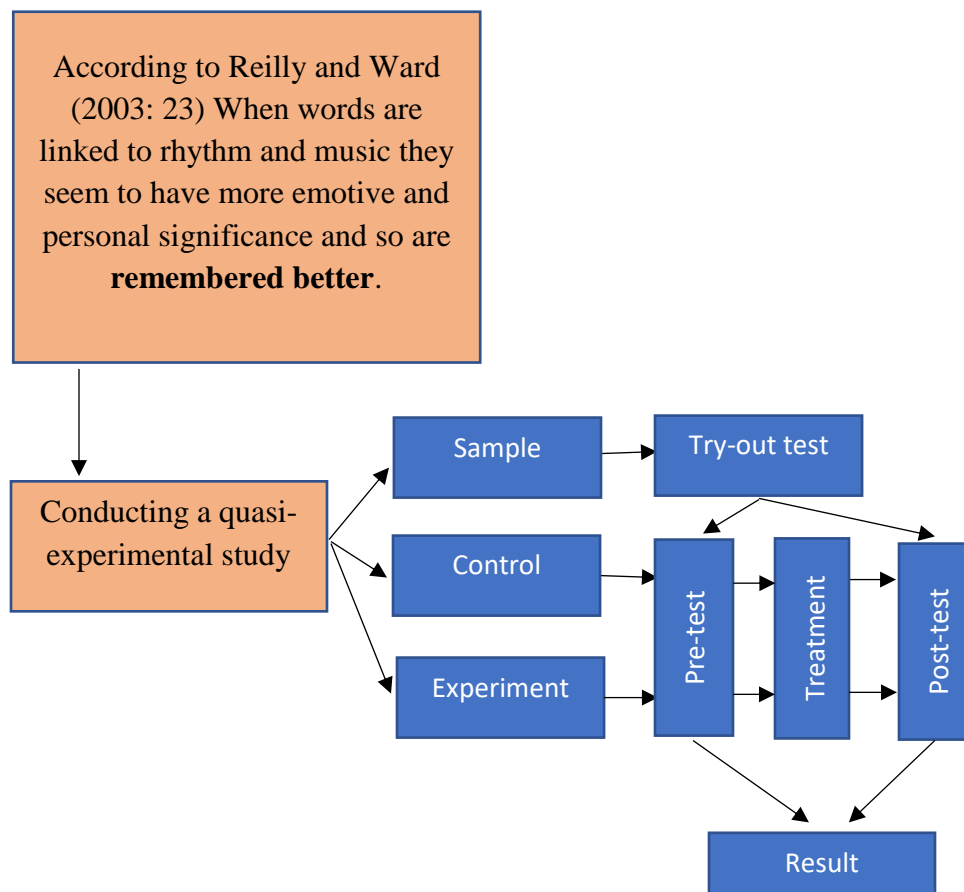 According to Reilly and Ward
(2003: 23) When words are
linked to rhythm and music they
seem to have more emotive and
personal significance and so are
remembered better.
Conducting a quasi-
experimental study
Sample
Try-out test
Control
Experiment
Pre-test
Treatment
Post-test
Result